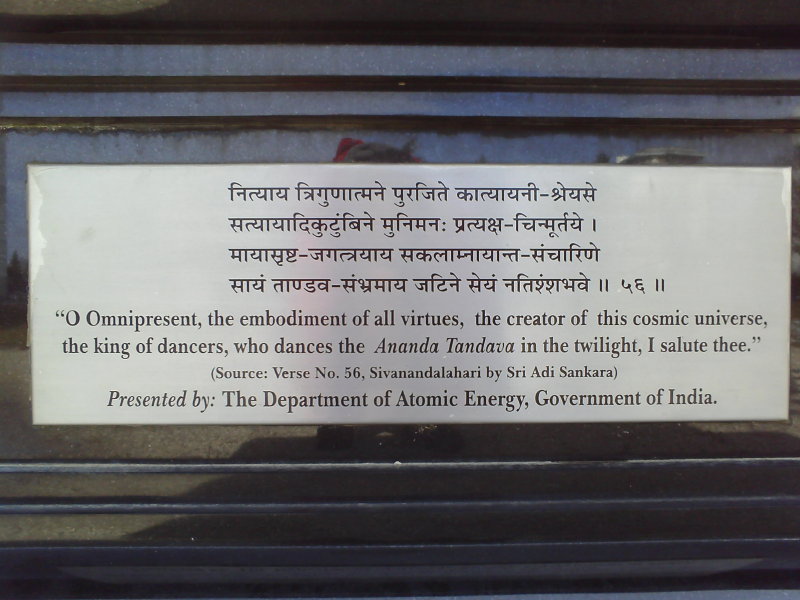 नित्याय त्रिगुणात्मने पुरजिते कात्यायनी-श्रेयसे
सत्यायादिकुटुंबिने मुनिमनः प्रत्यक्ष-चिन्मूर्तये ।
मायासृष्ट-जगत्त्रयाय सकलाम्नायान्त-संचारिणे
सायं ताण्डव-संभ्रमाय जटिने सेयं नतिश्ंशभवे ॥ ५६ ॥
“O Omnipresent, the embodiment of all virtues, the creator of this cosmic universe,
the king of dancers, who dances the Ananda Tandava in the twilight, I salute thee.”
(Source: Verse No. 56, Sivanandalahari by Sri Adi Sankara)
Presented by: The Department of Atomic Energy, Government of India.